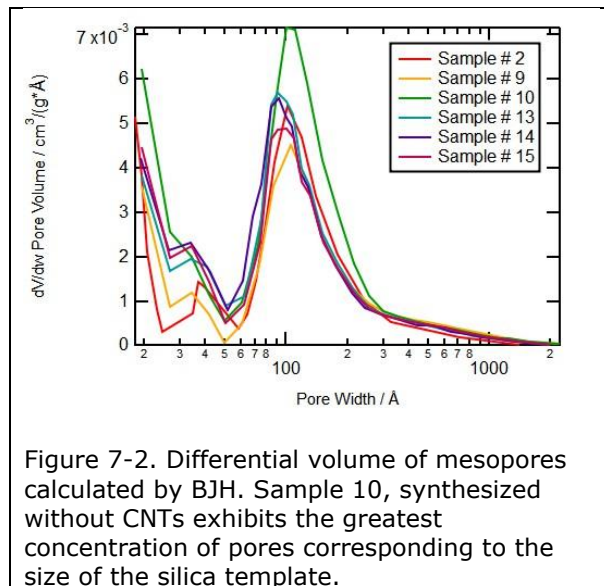 7 x10⁻³
6
5
4
3
2
1
0
dV/dw Pore Volume / cm³/(g*Å)
Sample # 2
Sample # 9
Sample # 10
Sample # 13
Sample # 14
Sample # 15
2 3 4 5 6 7 8 100 2 3 4 5 6 7 8 1000 2
Pore Width / Å
Figure 7-2. Differential volume of mesopores
calculated by BJH. Sample 10, synthesized
without CNTs exhibits the greatest
concentration of pores corresponding to the
size of the silica template.